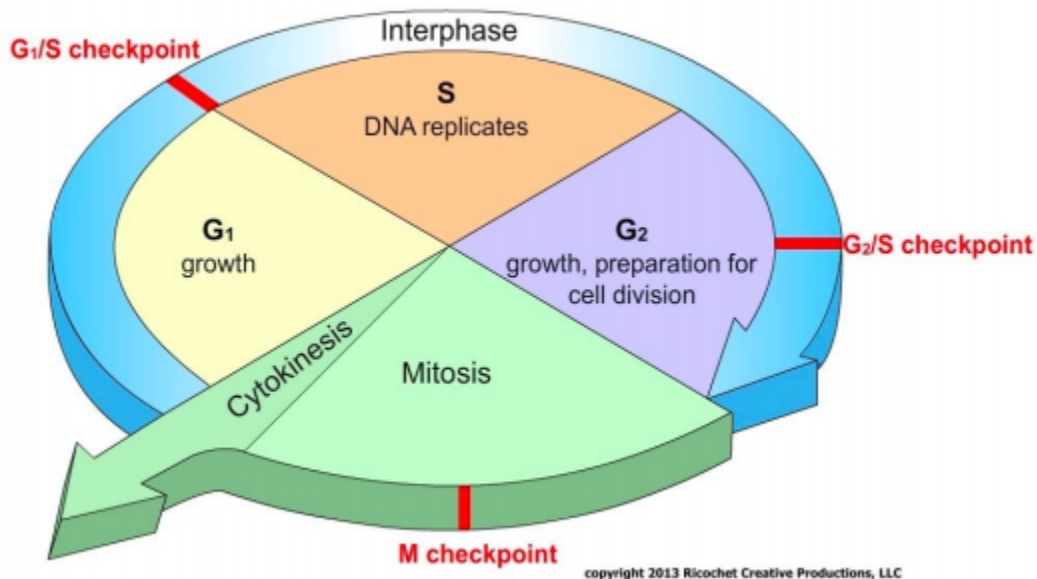 Interphase
G₁/S checkpoint
S
DNA replicates
G₁
growth
G₂
growth, preparation for
cell division
G₂/S checkpoint
Cytokinesis
Mitosis
M checkpoint
copyright 2013 Ricochet Creative Productions, LLC